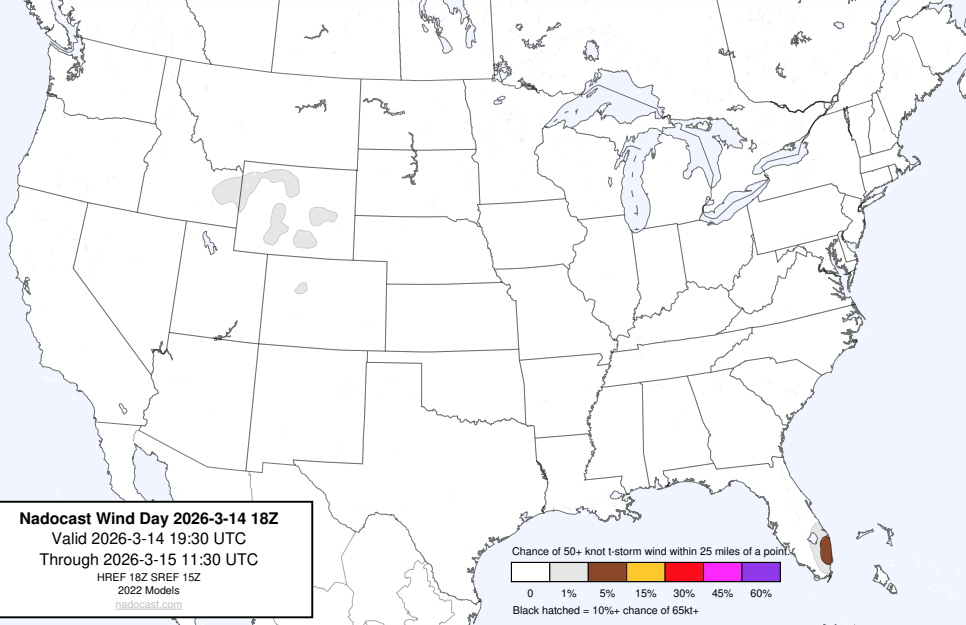 Nadocast Wind Day 2026-3-14 18Z
Valid 2026-3-14 19:30 UTC
Through 2026-3-15 11:30 UTC
HREF 18Z SREF 15Z
2022 Models
nadocast.com
Chance of 50+ knot t-storm wind within 25 miles of a point.
0 1% 5% 15% 30% 45% 60%
Black hatched = 10%+ chance of 65kt+